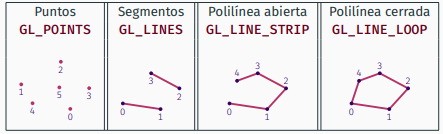 Puntos
GL_POINTS
2
1
5
3
4
0
Segmentos
GL_LINES
3
2
0
1
Polilínea abierta
GL_LINE_STRIP
3
4
2
0
1
Polilínea cerrada
GL_LINE_LOOP
3
4
2
0
1